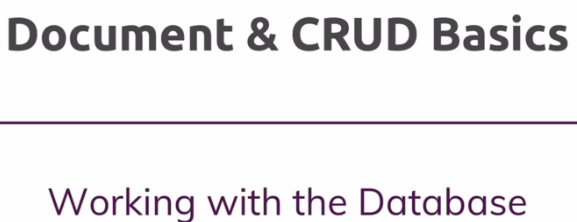 Document & CRUD Basics
Working with the Database